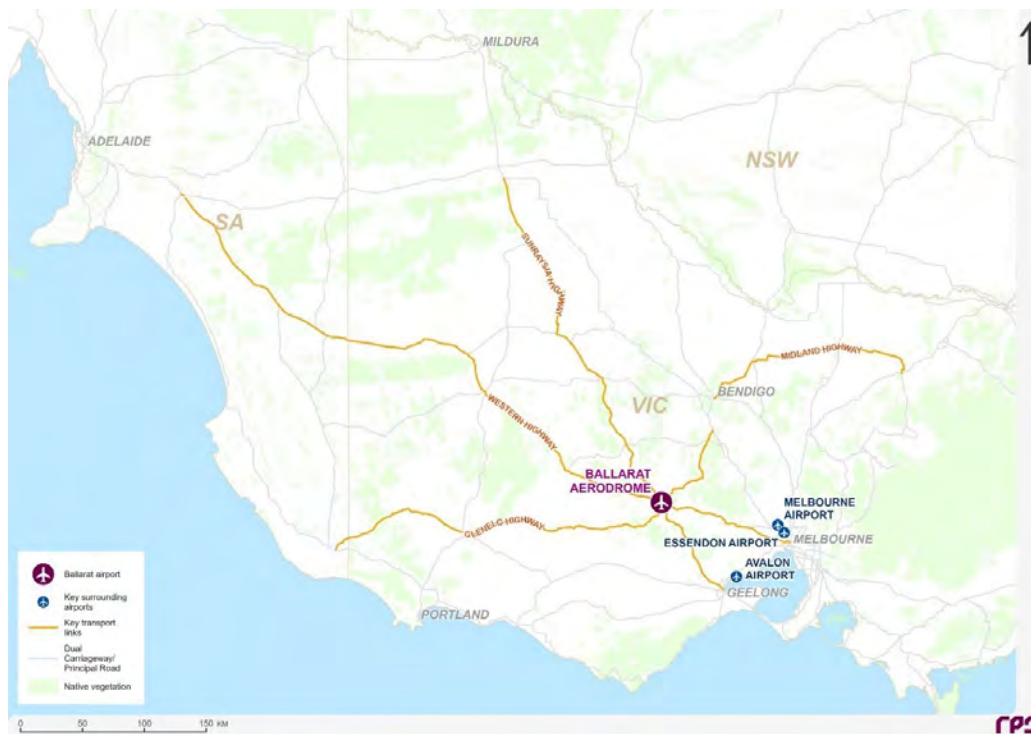 MILDURA
ADELAIDE
NSW
SA
SUNRAYSIA HIGHWAY
MIDLAND HIGHWAY
BENDIGO
VIC
WESTERN HIGHWAY
BALLARAT
AERODROME
MELBOURNE
AIRPORT
GLENELG HIGHWAY
ESSENDON AIRPORT
MELBOURNE
AVALON
AIRPORT
GEELONG
PORTLAND
Ballarat airport
Key surrounding
airports
Key transport
links
Dual
Carriageway/
Principal Road
Native vegetation
0 50 100 150 KM
rps